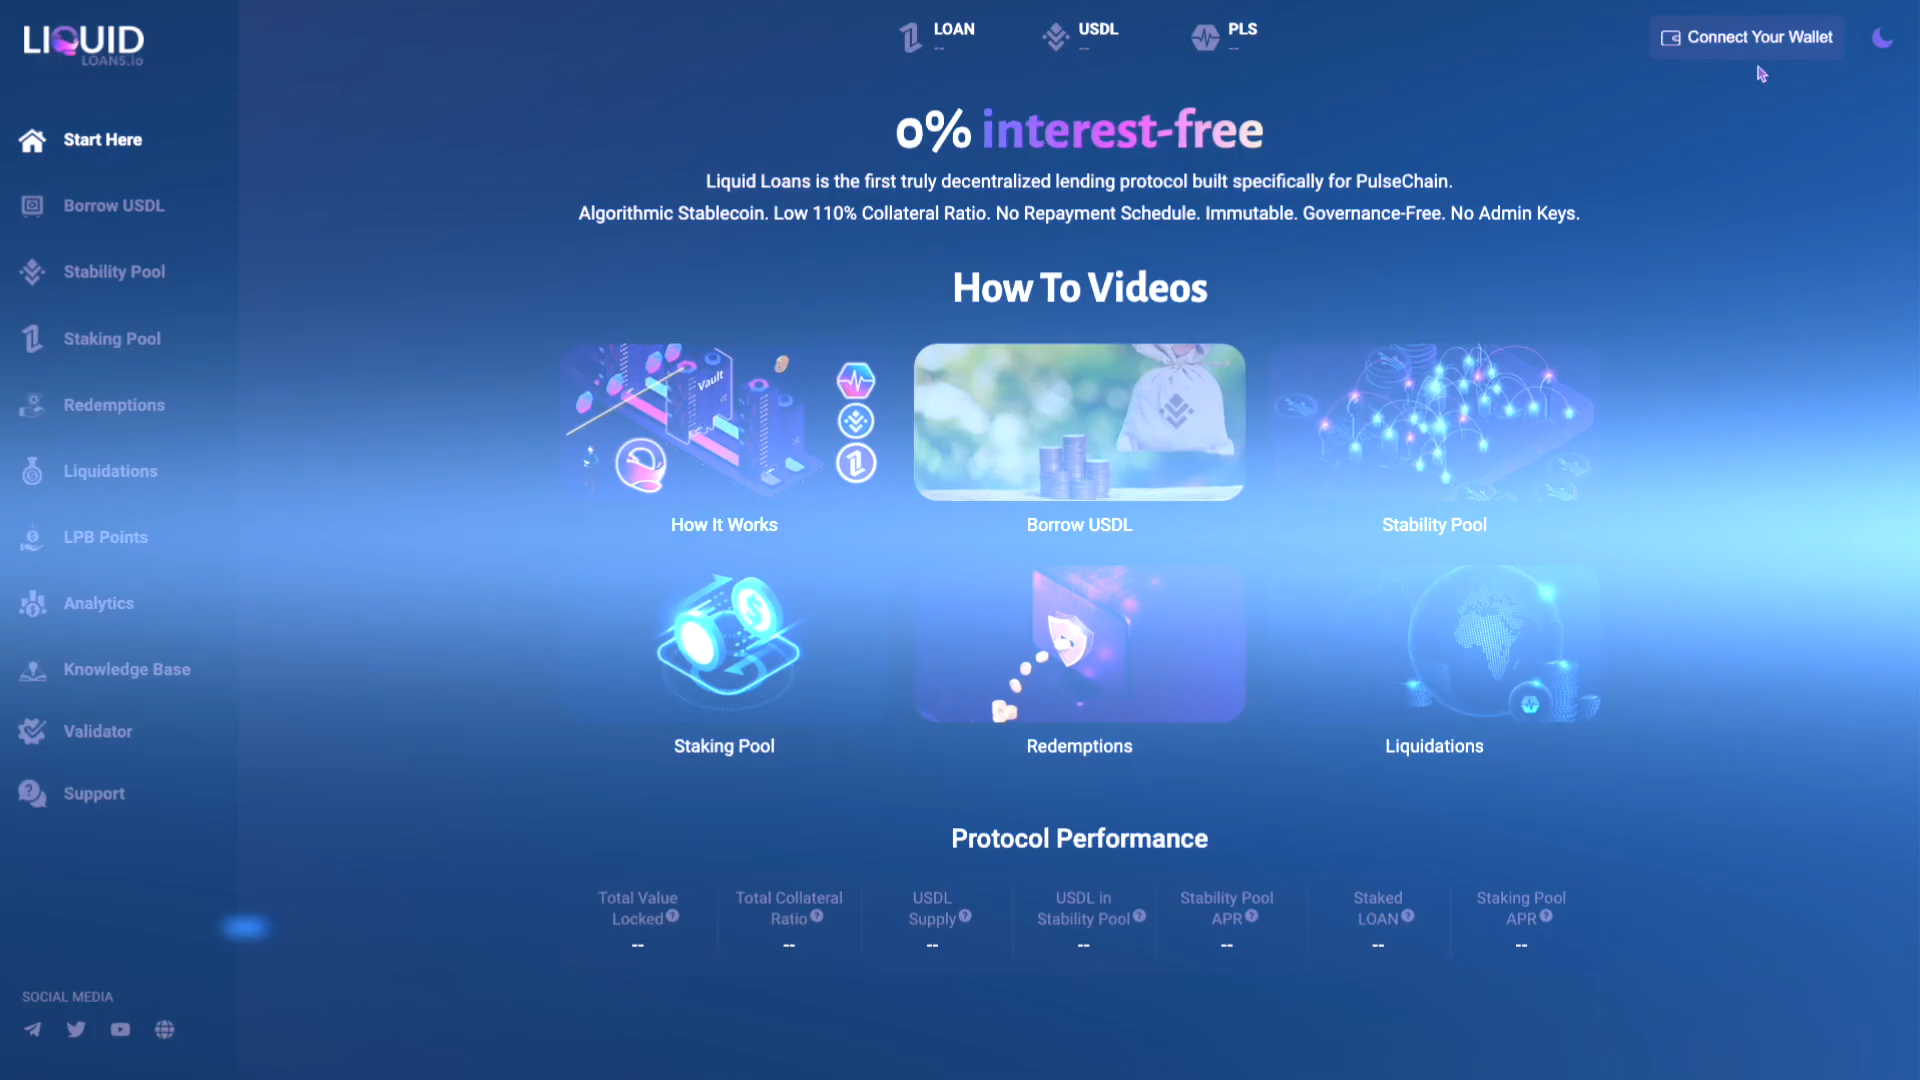 LIQUID
LOANS.io
LOAN
--
USDL
--
PLS
--
Connect Your Wallet
Start Here
Borrow USDL
Stability Pool
Staking Pool
Redemptions
Liquidations
LPB Points
Analytics
Knowledge Base
Validator
Support
SOCIAL MEDIA
0% interest-free
Liquid Loans is the first truly decentralized lending protocol built specifically for PulseChain.
Algorithmic Stablecoin. Low 110% Collateral Ratio. No Repayment Schedule. Immutable. Governance-Free. No Admin Keys.
How To Videos
Vault
How It Works
Borrow USDL
Stability Pool
Staking Pool
Redemptions
Liquidations
Protocol Performance
Total Value
Locked ?
--
Total Collateral
Ratio ?
--
USDL
Supply ?
--
USDL in
Stability Pool ?
--
Stability Pool
APR ?
--
Staked
LOAN ?
--
Staking Pool
APR ?
--